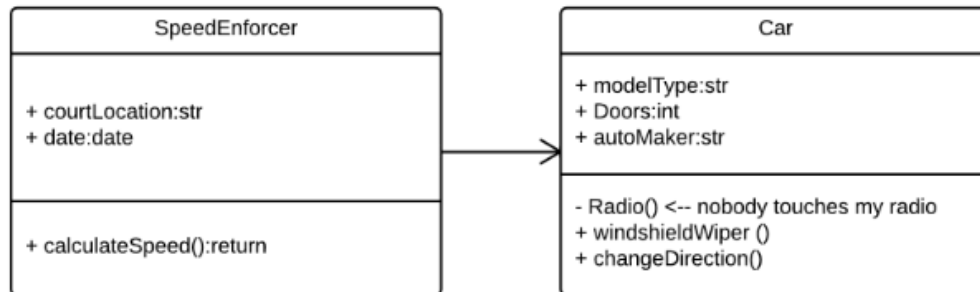 SpeedEnforcer
+ courtLocation:str
+ date:date
+ calculateSpeed():return
Car
+ modelType:str
+ Doors:int
+ autoMaker:str
- Radio() <-- nobody touches my radio
+ windshieldWiper ()
+ changeDirection()